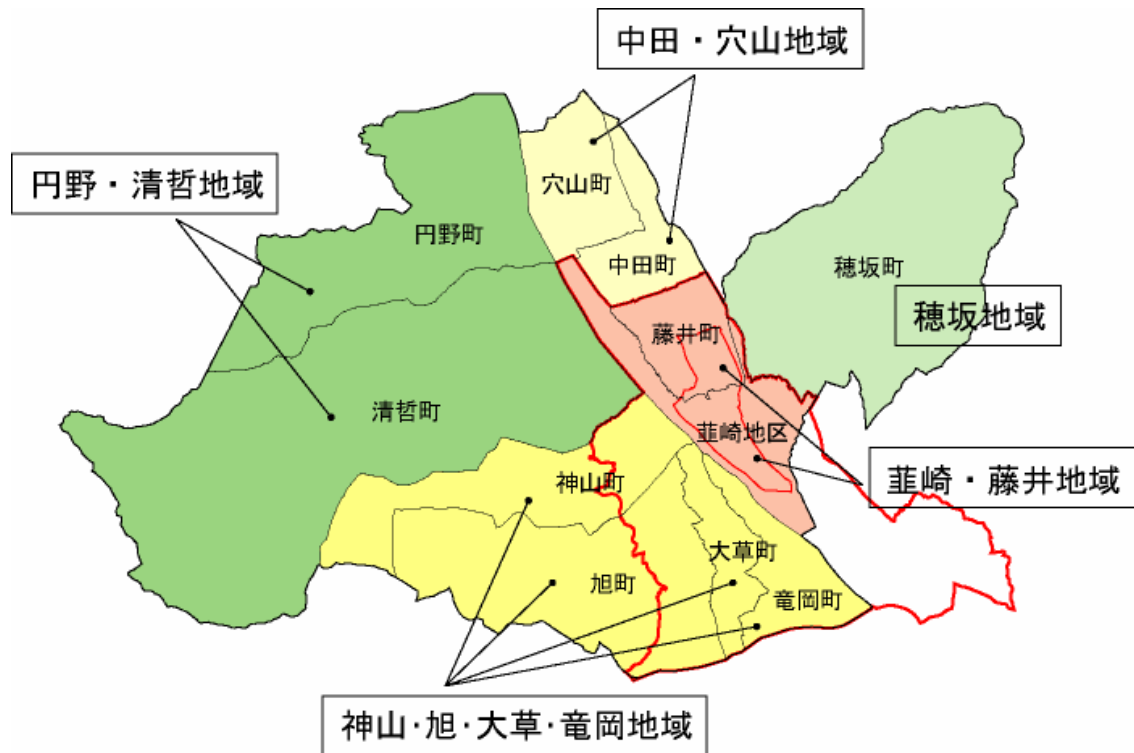 中田・穴山地域
円野・清哲地域
穴山町
円野町
中田町
穂坂町
穂坂地域
藤井町
清哲町
韮崎地区
韮崎・藤井地域
神山町
大草町
旭町
竜岡町
神山・旭・大草・竜岡地域